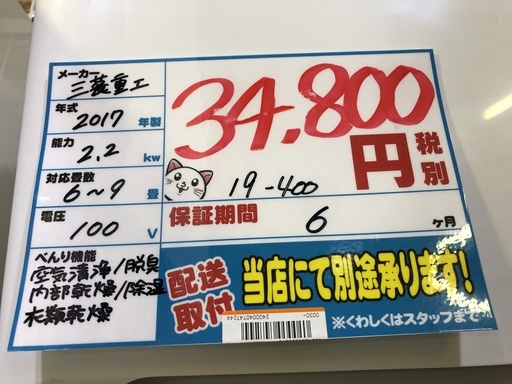 メーカー
三菱重工
年式
2017 年製
能力
2.2 kw
対応畳数
6～9 畳
電圧
100 V
べんり機能
空気清浄/脱臭
内部乾燥/除湿
衣類乾燥
34,800
円 税別
19-400
保証期間 6 ヶ月
配送
取付
当店にて別途承ります!
※くわしくはスタッフまで
0020-
2400040747244